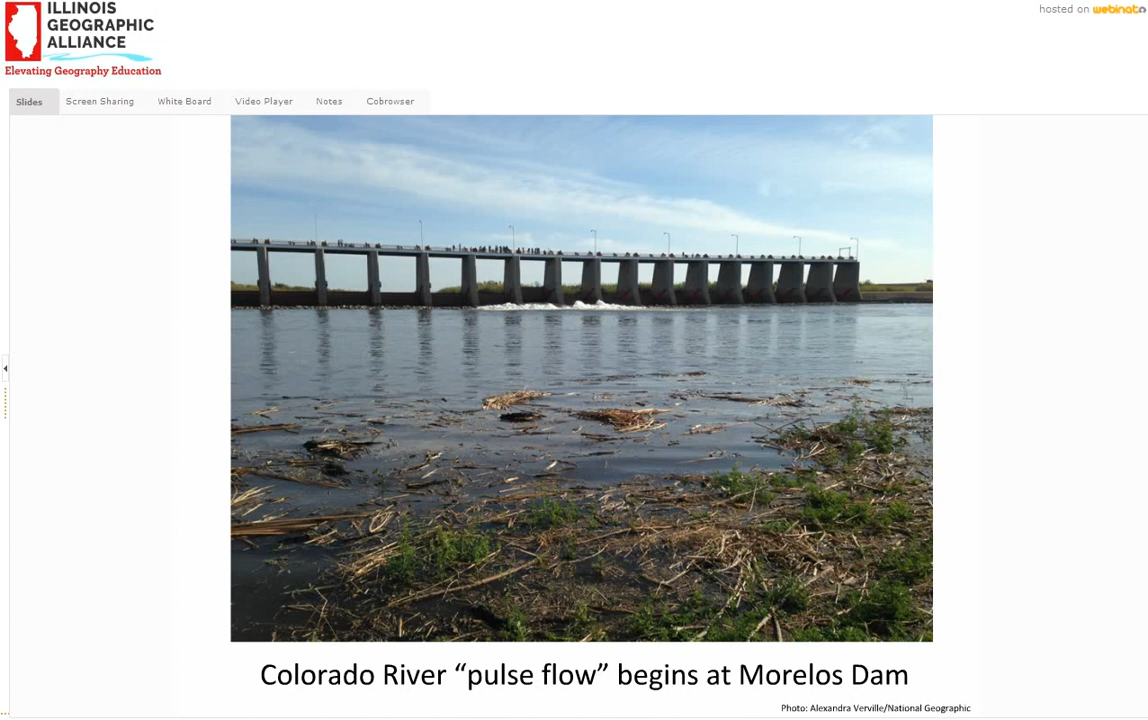 ILLINOIS
GEOGRAPHIC
ALLIANCE
Elevating Geography Education
hosted on webinato
Slides Screen Sharing White Board Video Player Notes Cobrowser
Colorado River “pulse flow” begins at Morelos Dam
Photo: Alexandra Verville/National Geographic